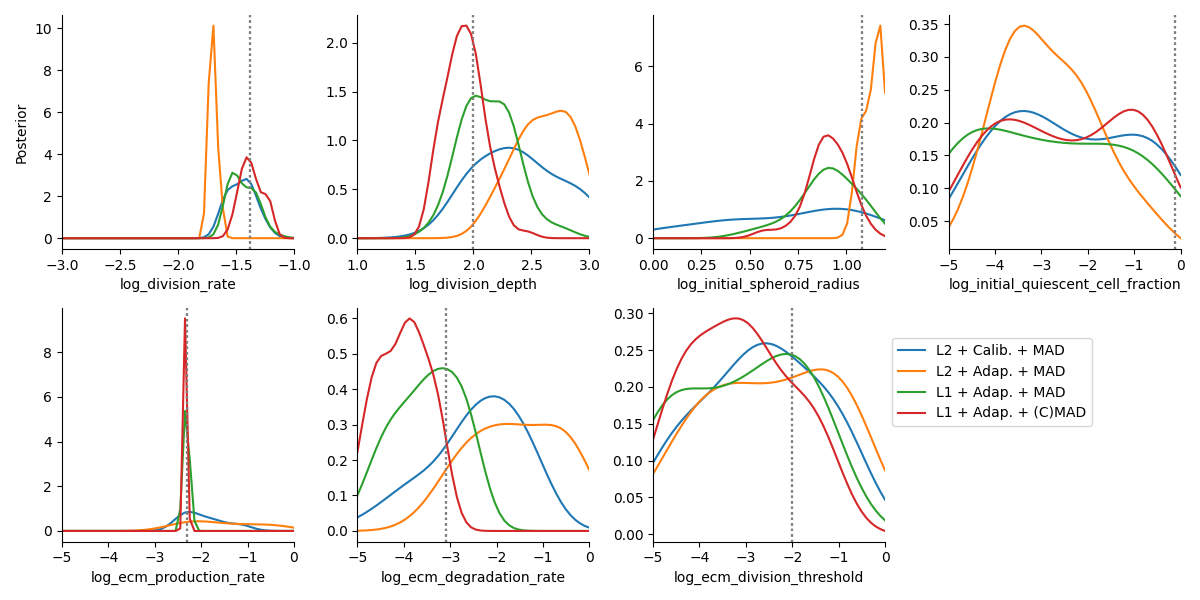 Posterior
10
8
6
4
2
0
−3.0 −2.5 −2.0 −1.5 −1.0
log_division_rate
2.0
1.5
1.0
0.5
0.0
1.0 1.5 2.0 2.5 3.0
log_division_depth
6
4
2
0
0.00 0.25 0.50 0.75 1.00
log_initial_spheroid_radius
0.35
0.30
0.25
0.20
0.15
0.10
0.05
−5 −4 −3 −2 −1 0
log_initial_quiescent_cell_fraction
8
6
4
2
0
−5 −4 −3 −2 −1 0
log_ecm_production_rate
0.6
0.5
0.4
0.3
0.2
0.1
0.0
−5 −4 −3 −2 −1 0
log_ecm_degradation_rate
0.30
0.25
0.20
0.15
0.10
0.05
0.00
−5 −4 −3 −2 −1 0
log_ecm_division_threshold
L2 + Calib. + MAD
L2 + Adap. + MAD
L1 + Adap. + MAD
L1 + Adap. + (C)MAD